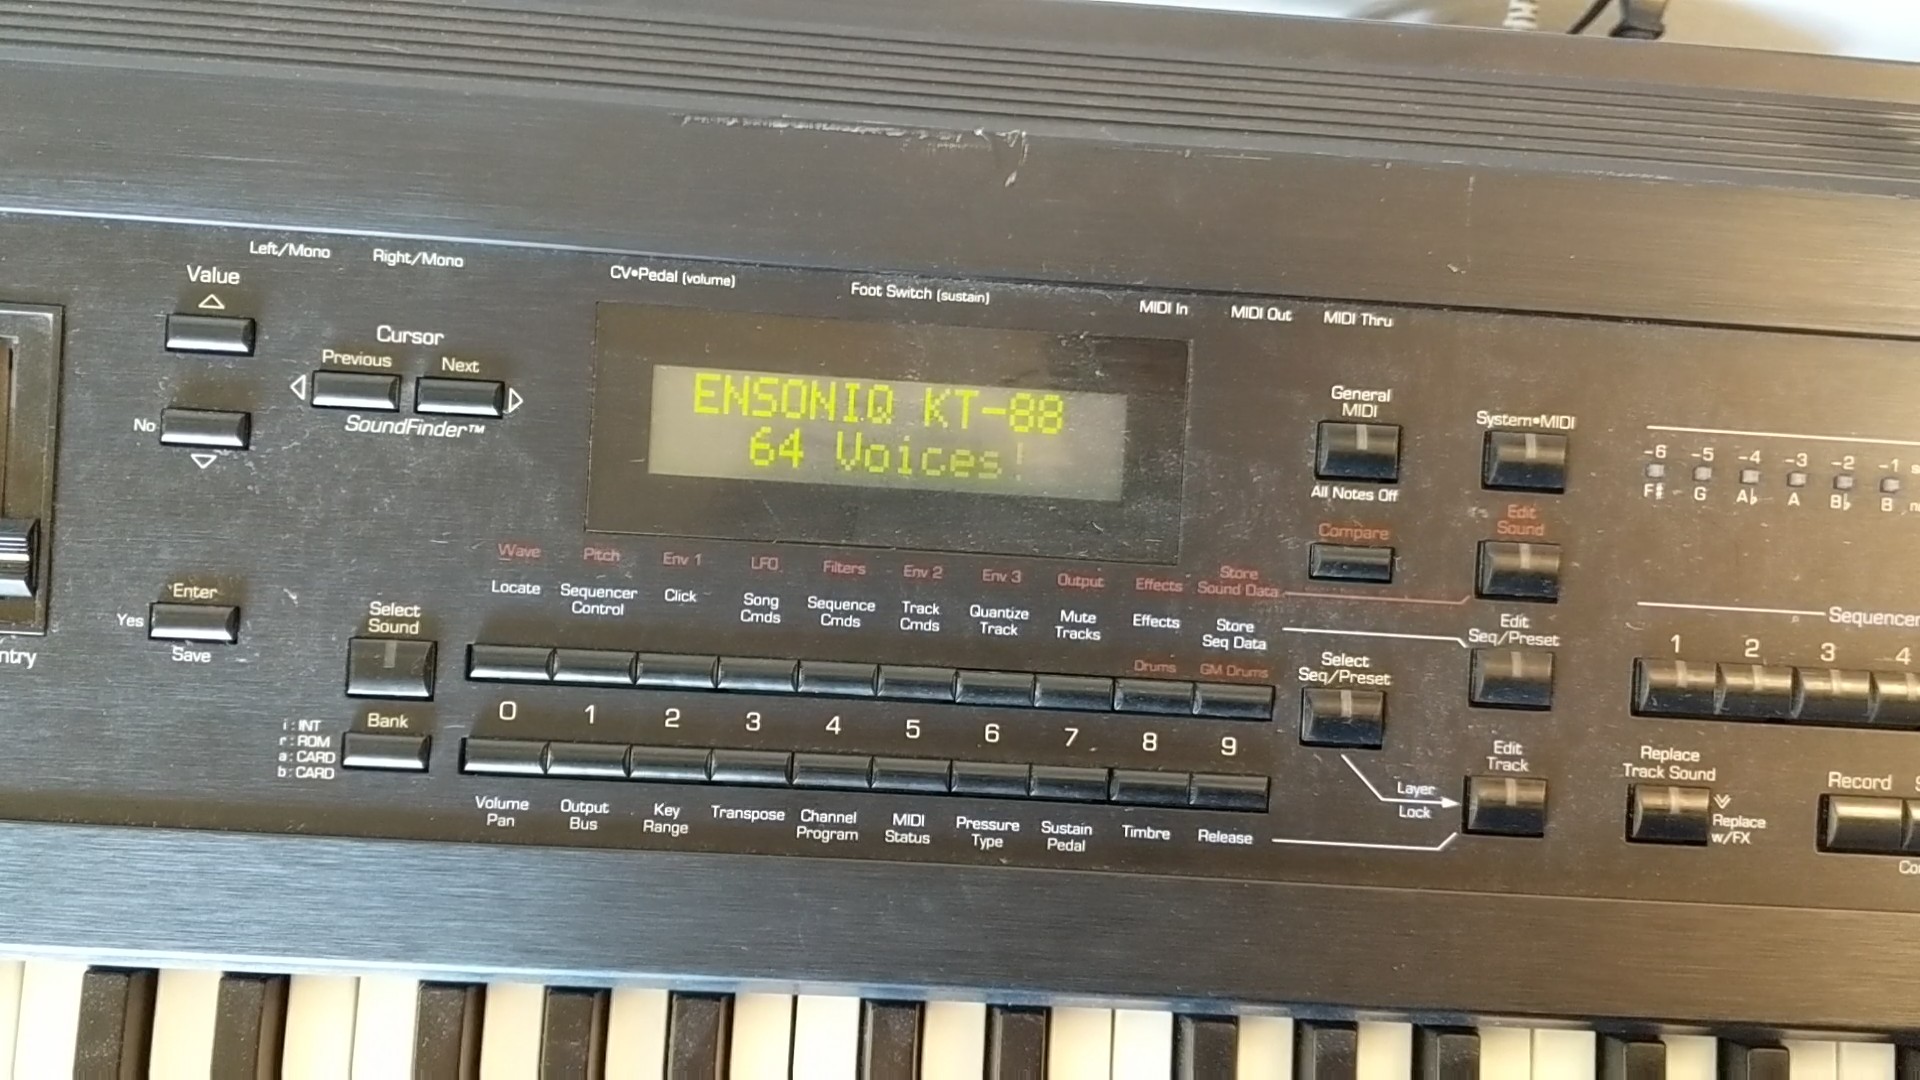 Left/Mono
Right/Mono
CV•Pedal (volume)
Foot Switch (sustain)
MIDI In
MIDI Out
MIDI Thru
Value
Cursor
Previous
Next
SoundFinder™
No
ENSONIQ KT-88
64 Voices!
General
MIDI
All Notes Off
System•MIDI
-6
-5
-4
-3
-2
-1
F♯
G
A♭
A
B♭
B
Compare
Edit
Sound
Enter
Yes
Save
ntry
Select
Sound
Wave
Pitch
Env 1
LFO
Filters
Env 2
Env 3
Output
Effects
Store
Sound Data
Locate
Sequencer
Control
Click
Song
Cmds
Sequence
Cmds
Track
Cmds
Quantize
Track
Mute
Tracks
Effects
Store
Seq Data
Edit
Seq/Preset
Drums
GM Drums
Select
Seq/Preset
Sequencer
1
2
3
4
Bank
i : INT
r : ROM
a : CARD
b : CARD
0
1
2
3
4
5
6
7
8
9
Volume
Pan
Output
Bus
Key
Range
Transpose
Channel
Program
MIDI
Status
Pressure
Type
Sustain
Pedal
Timbre
Release
Layer
Lock
Edit
Track
Replace
Track Sound
Replace
w/FX
Record